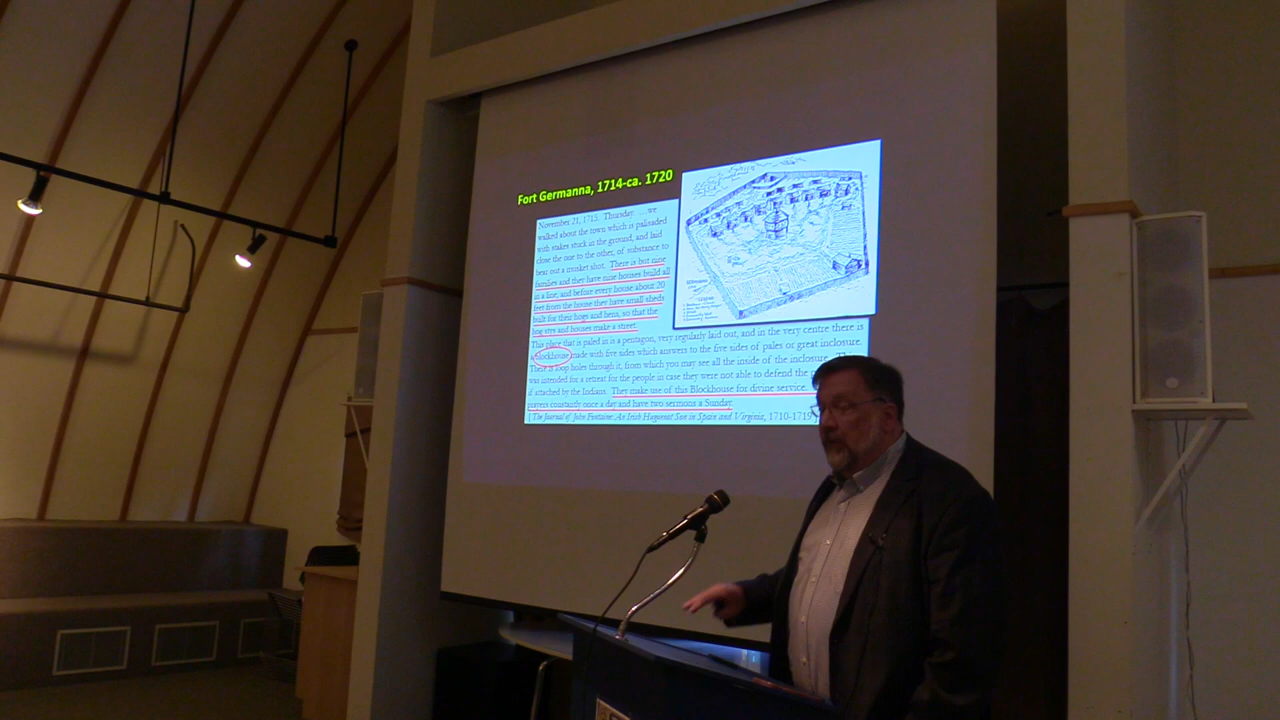 Fort Germanna, 1714-ca. 1720
November 21, 1715. Thursday. ...we
walked about the town which is palisaded
with stakes stuck in the ground, and laid
close the one to the other, of substance to
bear out a musket shot. There is but nine
families and they have nine houses build all
in a line, and before every house about 20
feet from the house they have small sheds
built for their hogs and hens, so that the
hog stys and houses make a street.
This place that is paled in is a pentagon, very regularly laid out, and in the very centre there is
a blockhouse made with five sides which answers to the five sides of pales or great inclosure.
There is loop holes through it, from which you may see all the inside of the inclosure. This
was intended for a retreat for the people in case they were not able to defend the
if attacked by the Indians. They make use of this Blockhouse for divine service.
prayers constantly once a day and have two sermons a Sunday.
[The Journal of John Fontaine: An Irish Huguenot Son in Spain and Virginia, 1710-1719